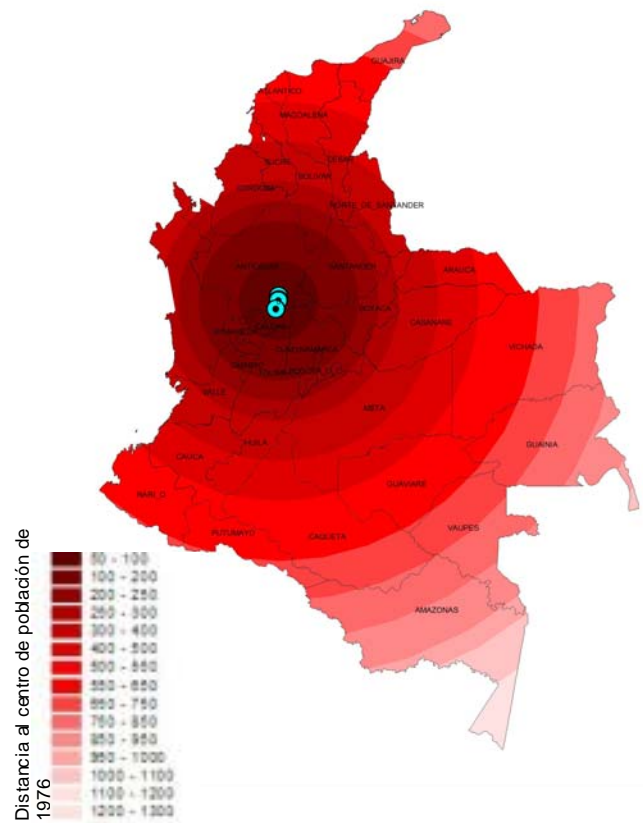 GUAJIRA
ATLANTICO
MAGDALENA
CESAR
SUCRE
BOLIVAR
CORDOBA
NORTE_DE_SANTANDER
ANTIOQUIA
SANTANDER
ARAUCA
BOYACA
CASANARE
CALDAS
VICHADA
CUNDINAMARCA
VALLE
META
HUILA
GUAINIA
CAUCA
NARI_O
GUAVIARE
PUTUMAYO
CAQUETA
VAUPES
AMAZONAS
Distancia al centro de población de
1976
50 - 100
100 - 200
200 - 250
250 - 300
300 - 400
400 - 500
500 - 550
550 - 650
650 - 750
750 - 850
850 - 950
950 - 1000
1000 - 1100
1100 - 1200
1200 - 1300